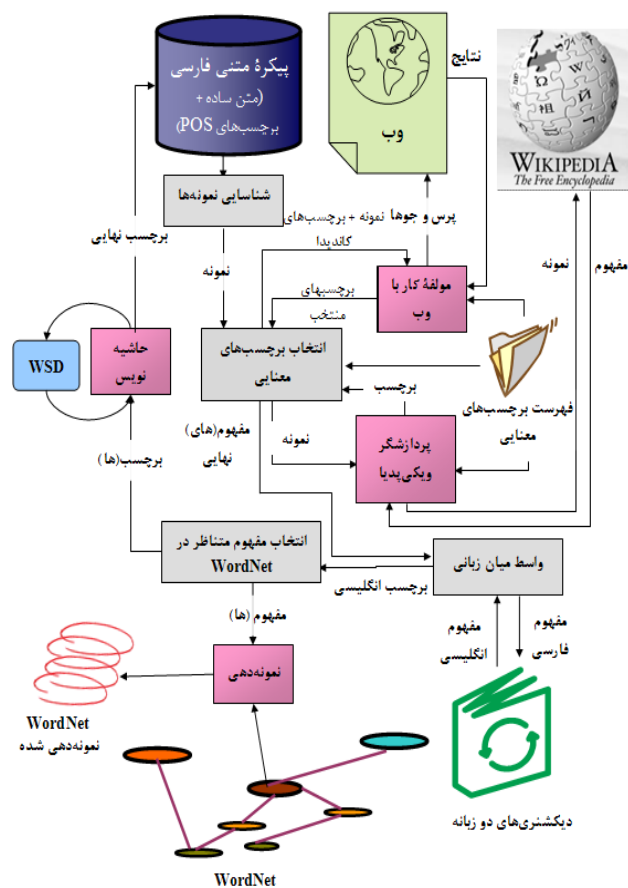 پیکرهٔ متنی فارسی
(متن ساده +
برچسب‌های POS)
وب
نتایج
WIKIPEDIA
The Free Encyclopedia
شناسایی نمونه‌ها
نمونه + برچسب‌های
کاندیدا
پرس و جوها
نمونه
مفهوم
برچسب نهایی
نمونه
مولفهٔ کار با
وب
برچسبهای
منتخب
WSD
حاشیه
نویس
انتخاب برچسب‌های
معنایی
فهرست برچسب‌های
معنایی
برچسب
مفهوم(های)
نهایی
نمونه
پردازشگر
ویکی‌پدیا
برچسب(ها)
انتخاب مفهوم متناظر در
WordNet
واسط میان زبانی
برچسب انگلیسی
مفهوم (ها)
مفهوم
انگلیسی
مفهوم
فارسی
نمونه‌دهی
WordNet
نمونه‌دهی شده
دیکشنری‌های دو زبانه
WordNet